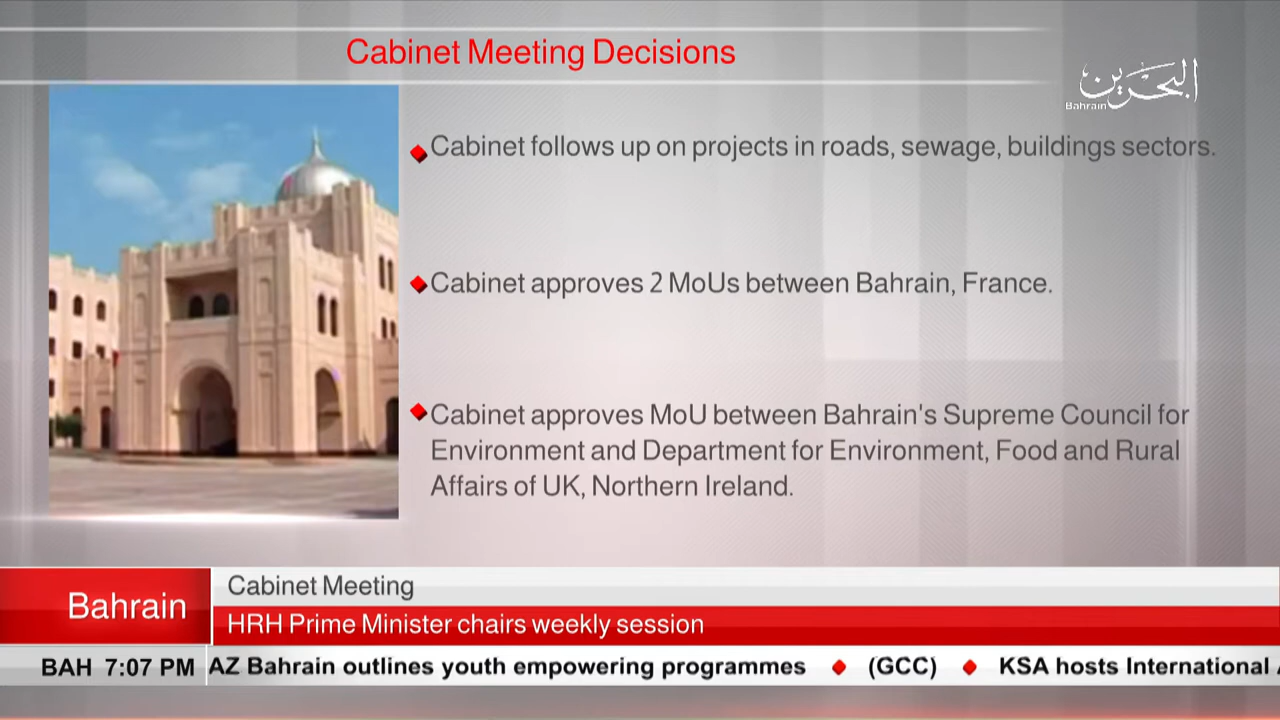 Cabinet Meeting Decisions
البحرين
Bahrain
Cabinet follows up on projects in roads, sewage, buildings sectors.
Cabinet approves 2 MoUs between Bahrain, France.
Cabinet approves MoU between Bahrain's Supreme Council for
Environment and Department for Environment, Food and Rural
Affairs of UK, Northern Ireland.
Bahrain
Cabinet Meeting
HRH Prime Minister chairs weekly session
BAH 7:07 PM AZ Bahrain outlines youth empowering programmes (GCC) KSA hosts International